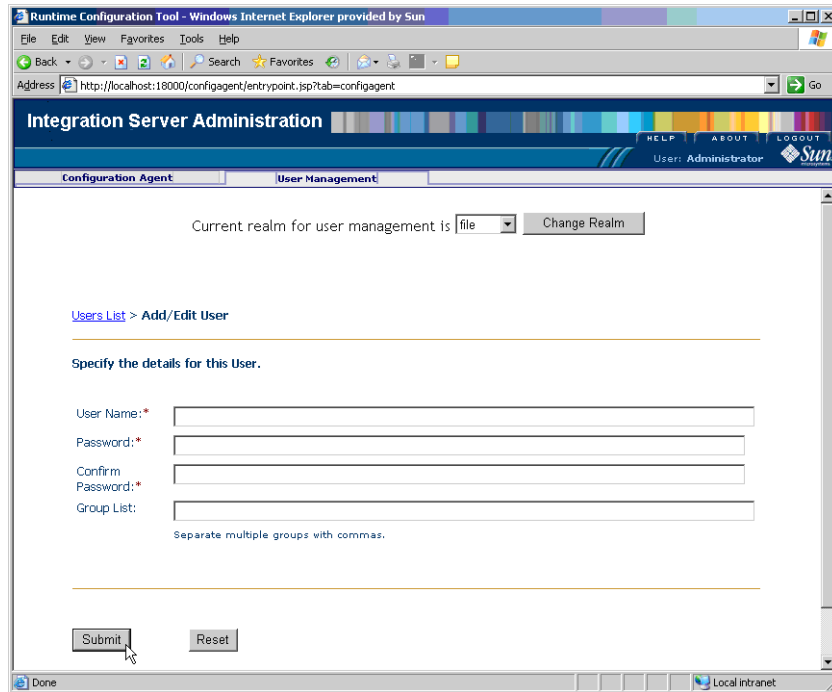 Runtime Configuration Tool - Windows Internet Explorer provided by Sun
File Edit View Favorites Tools Help
Back Search Favorites
Address http://localhost:18000/configagent/entrypoint.jsp?tab=configagent Go
Integration Server Administration
HELP ABOUT LOGOUT
User: Administrator Sun
microsystems
Configuration Agent User Management
Current realm for user management is file Change Realm
Users List > Add/Edit User
Specify the details for this User.
User Name:*
Password:*
Confirm
Password:*
Group List:
Separate multiple groups with commas.
Submit Reset
Done Local intranet